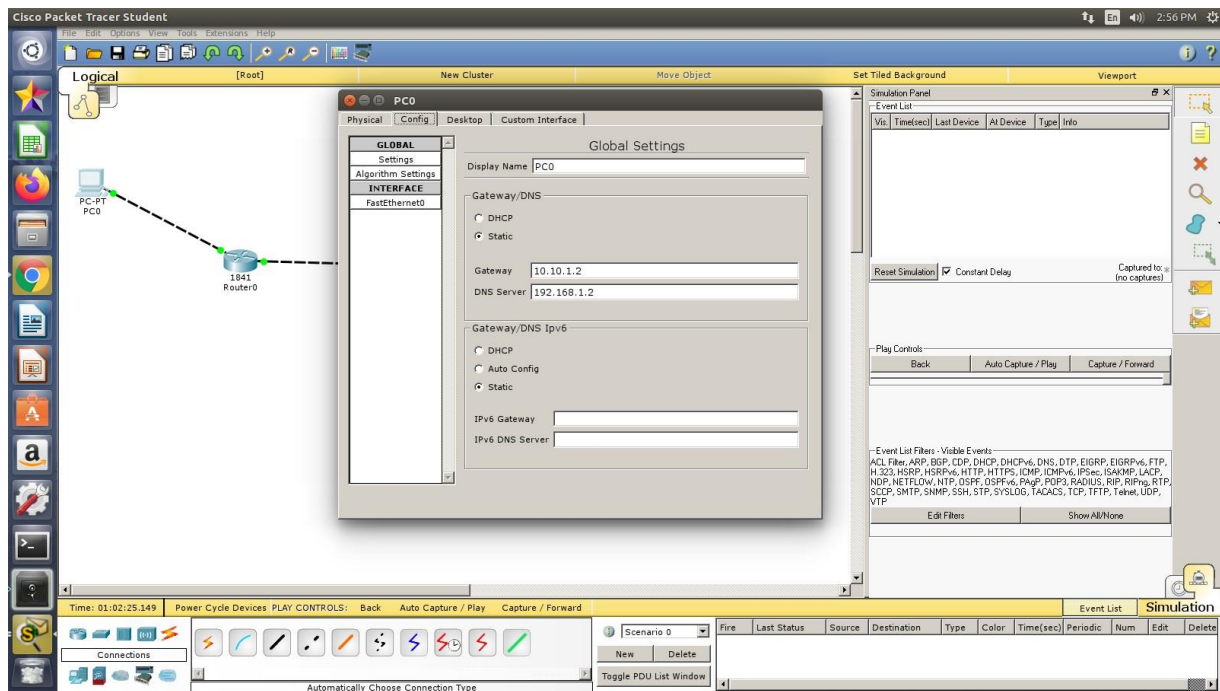 Cisco Packet Tracer Student
En 2:56 PM
File Edit Options View Tools Extensions Help
Logical
[Root]
New Cluster
Move Object
Set Tiled Background
Viewport
PC-PT
PC0
1841
Router0
PC0
Physical Config Desktop Custom Interface
GLOBAL
Settings
Algorithm Settings
INTERFACE
FastEthernet0
Global Settings
Display Name PC0
Gateway/DNS
DHCP
Static
Gateway 10.10.1.2
DNS Server 192.168.1.2
Gateway/DNS Ipv6
DHCP
Auto Config
Static
IPv6 Gateway
IPv6 DNS Server
Simulation Panel
Event List
Vis. Time(sec) Last Device At Device Type Info
Reset Simulation Constant Delay
Captured to:
(no captures)
Play Controls
Back Auto Capture / Play Capture / Forward
Event List Filters - Visible Events
ACL Filter, ARP, BGP, CDP, DHCP, DHCPv6, DNS, DTP, EIGRP, EIGRPv6, FTP,
H.323, HSRP, HSRPv6, HTTP, HTTPS, ICMP, ICMPv6, IPSec, ISAKMP, LACP,
NDP, NETFLOW, NTP, OSPF, OSPFv6, PAgP, POP3, RADIUS, RIP, RIPng, RTP,
SCCP, SMTP, SNMP, SSH, STP, SYSLOG, TACACS, TCP, TFTP, Telnet, UDP,
VTP
Edit Filters Show All/None
Time: 01:02:25.149 Power Cycle Devices PLAY CONTROLS: Back Auto Capture / Play Capture / Forward
Event List Simulation
Connections
Automatically Choose Connection Type
Scenario 0
New Delete
Toggle PDU List Window
Fire Last Status Source Destination Type Color Time(sec) Periodic Num Edit Delete